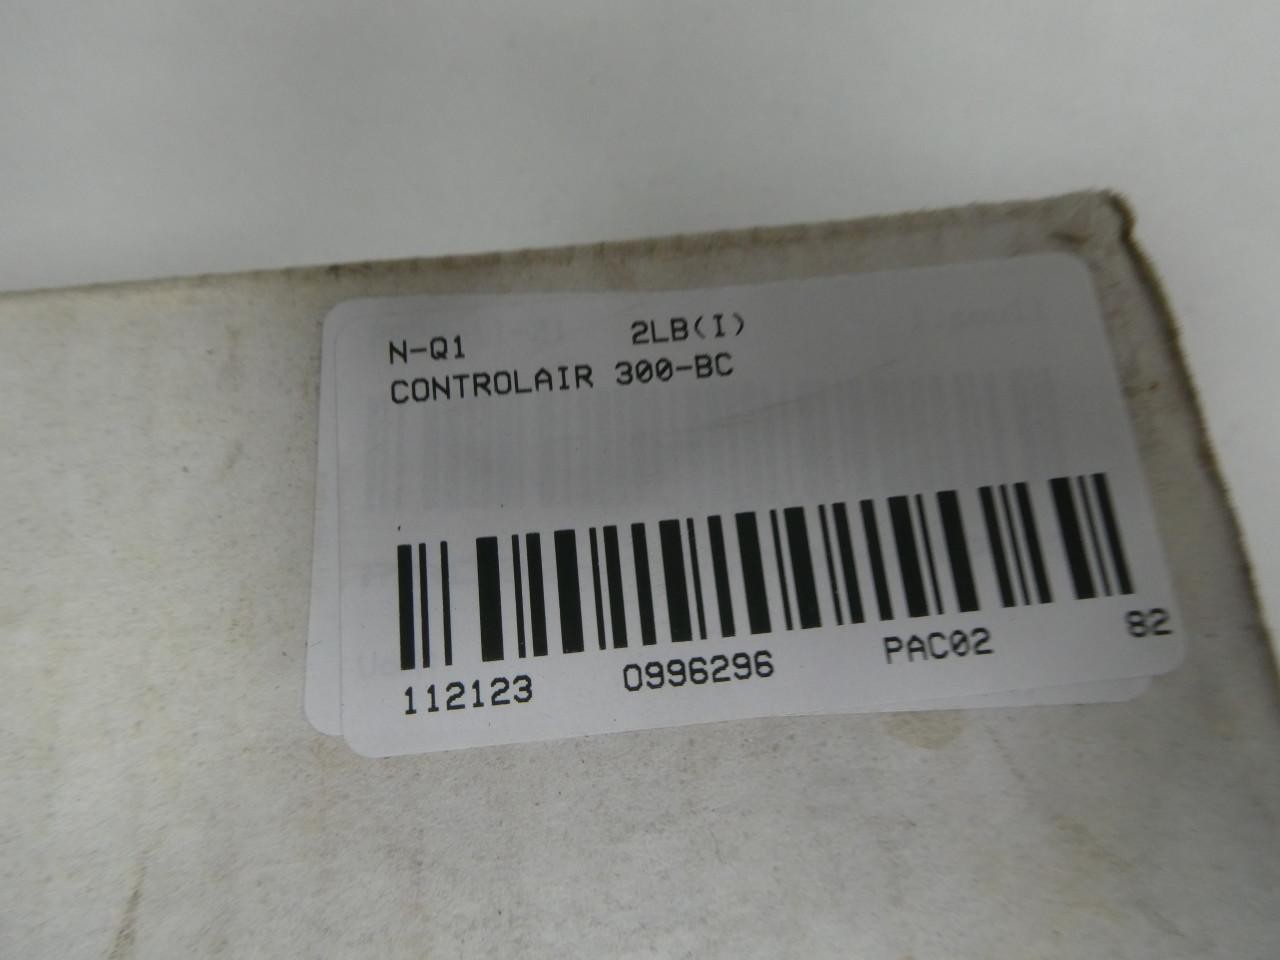 N-Q1 2LB(I)
CONTROLAIR 300-BC
112123 0996296 PAC02 82